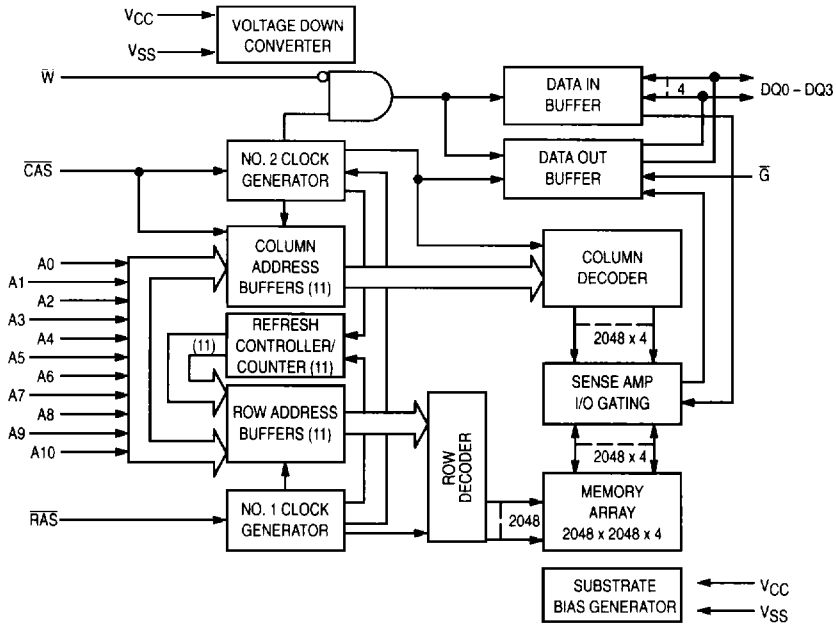 VCC
VSS
VOLTAGE DOWN
CONVERTER
W̅
DATA IN
BUFFER
4
DQ0 – DQ3
C̅A̅S̅
NO. 2 CLOCK
GENERATOR
DATA OUT
BUFFER
G̅
A0
A1
A2
A3
A4
A5
A6
A7
A8
A9
A10
COLUMN
ADDRESS
BUFFERS (11)
COLUMN
DECODER
2048 x 4
(11)
REFRESH
CONTROLLER/
COUNTER (11)
SENSE AMP
I/O GATING
ROW ADDRESS
BUFFERS (11)
ROW
DECODER
2048 x 4
R̅A̅S̅
NO. 1 CLOCK
GENERATOR
2048
MEMORY
ARRAY
2048 x 2048 x 4
SUBSTRATE
BIAS GENERATOR
VCC
VSS